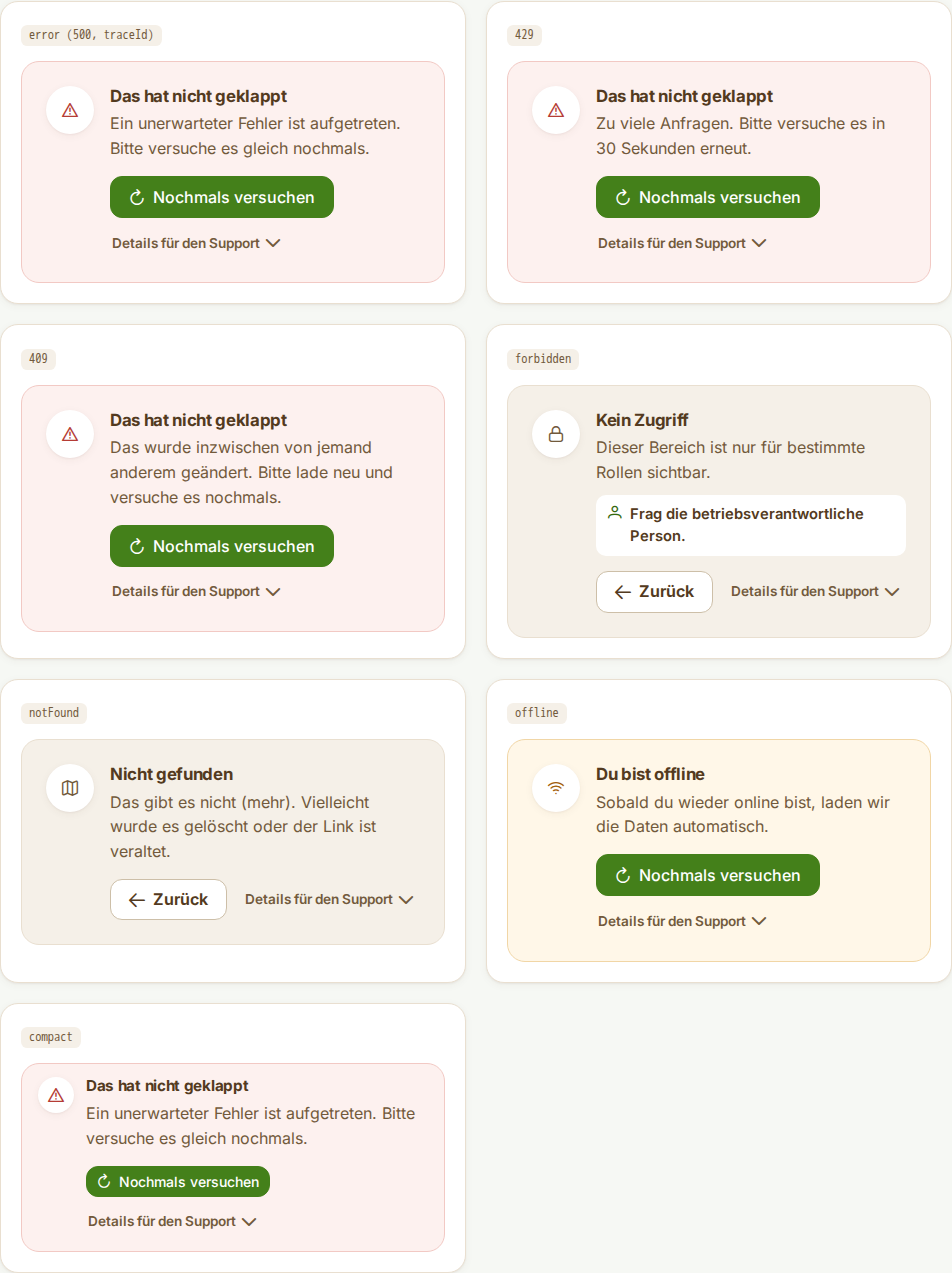 error (500, traceId)
Das hat nicht geklappt
Ein unerwarteter Fehler ist aufgetreten.
Bitte versuche es gleich nochmals.
Nochmals versuchen
Details für den Support
429
Das hat nicht geklappt
Zu viele Anfragen. Bitte versuche es in
30 Sekunden erneut.
Nochmals versuchen
Details für den Support
409
Das hat nicht geklappt
Das wurde inzwischen von jemand
anderem geändert. Bitte lade neu und
versuche es nochmals.
Nochmals versuchen
Details für den Support
forbidden
Kein Zugriff
Dieser Bereich ist nur für bestimmte
Rollen sichtbar.
Frag die betriebsverantwortliche
Person.
Zurück
Details für den Support
notFound
Nicht gefunden
Das gibt es nicht (mehr). Vielleicht
wurde es gelöscht oder der Link ist
veraltet.
Zurück
Details für den Support
offline
Du bist offline
Sobald du wieder online bist, laden wir
die Daten automatisch.
Nochmals versuchen
Details für den Support
compact
Das hat nicht geklappt
Ein unerwarteter Fehler ist aufgetreten. Bitte
versuche es gleich nochmals.
Nochmals versuchen
Details für den Support